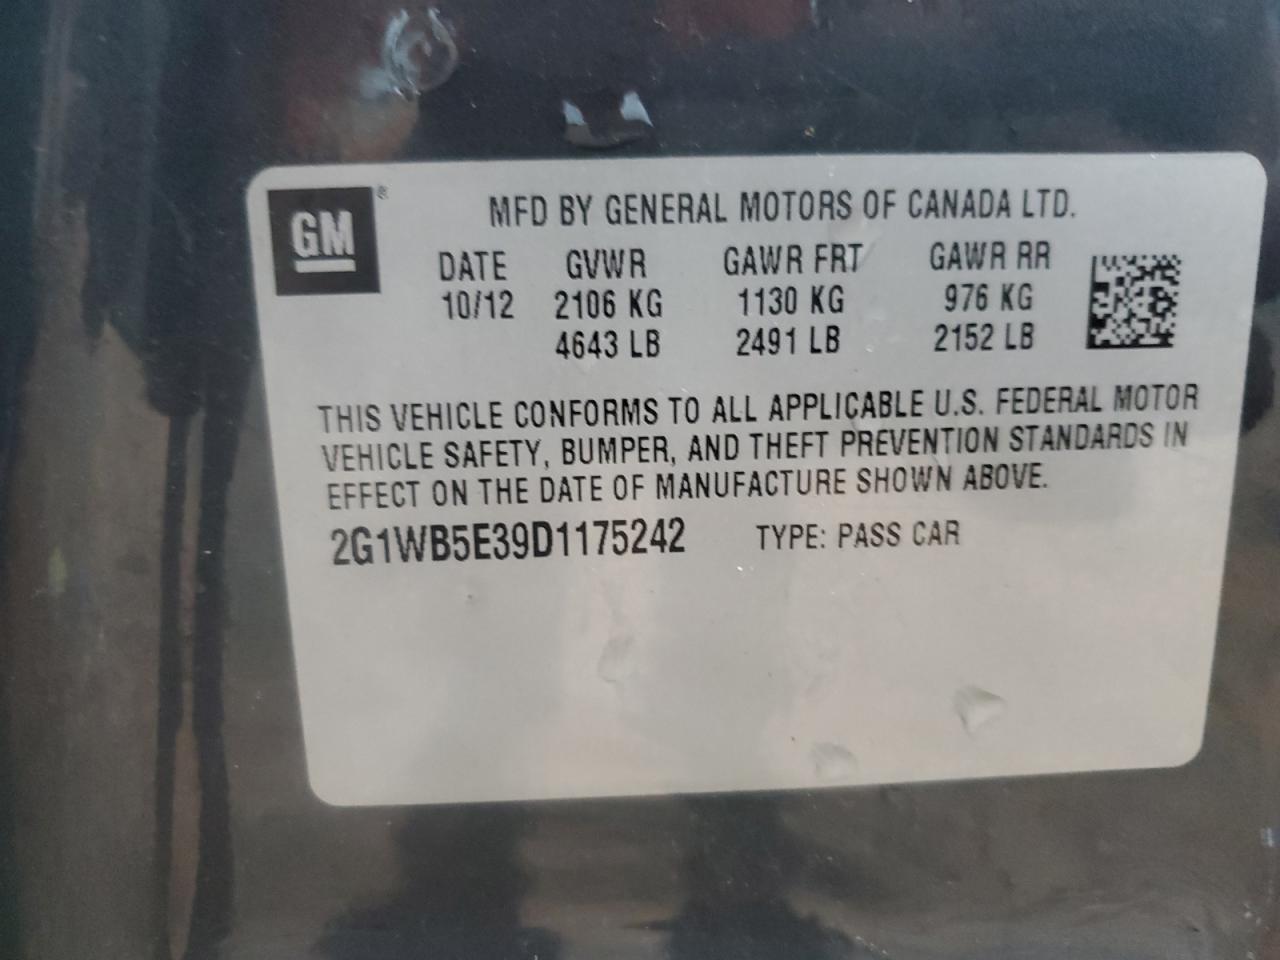 GM®
MFD BY GENERAL MOTORS OF CANADA LTD.
DATE GVWR GAWR FRT GAWR RR
10/12 2106 KG 1130 KG 976 KG
4643 LB 2491 LB 2152 LB
THIS VEHICLE CONFORMS TO ALL APPLICABLE U.S. FEDERAL MOTOR
VEHICLE SAFETY, BUMPER, AND THEFT PREVENTION STANDARDS IN
EFFECT ON THE DATE OF MANUFACTURE SHOWN ABOVE.
2G1WB5E39D1175242 TYPE: PASS CAR